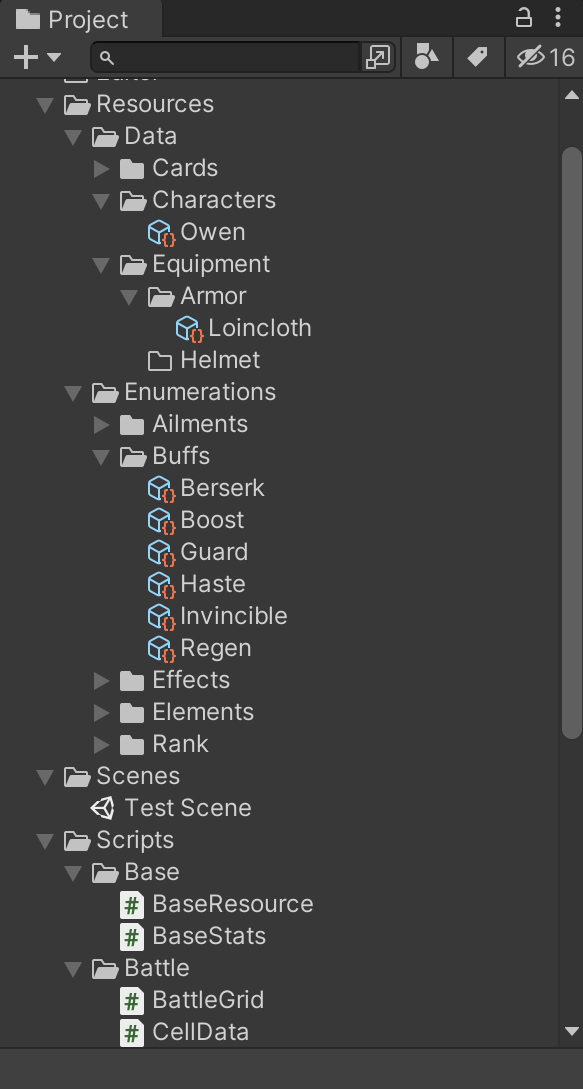 Project
16
Editor
Resources
Data
Cards
Characters
Owen
Equipment
Armor
Loincloth
Helmet
Enumerations
Ailments
Buffs
Berserk
Boost
Guard
Haste
Invincible
Regen
Effects
Elements
Rank
Scenes
Test Scene
Scripts
Base
# BaseResource
# BaseStats
Battle
# BattleGrid
# CellData